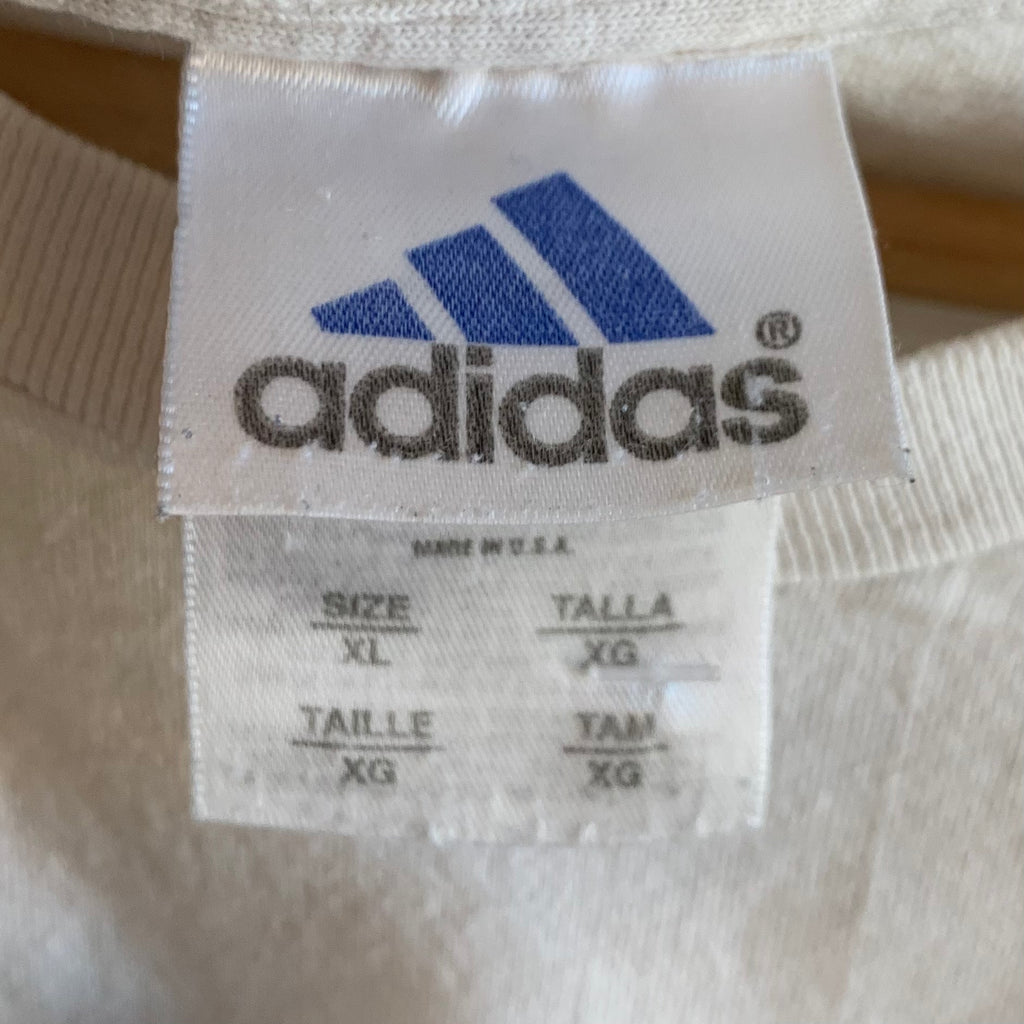 adidas®
MADE IN U.S.A.
SIZE TALLA
XL XG
TAILLE TAM
XG XG